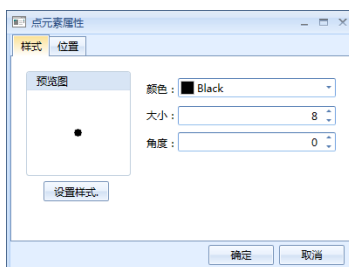 点元素属性
样式 位置
预览图
颜色： Black
大小： 8
角度： 0
设置样式.
确定 取消